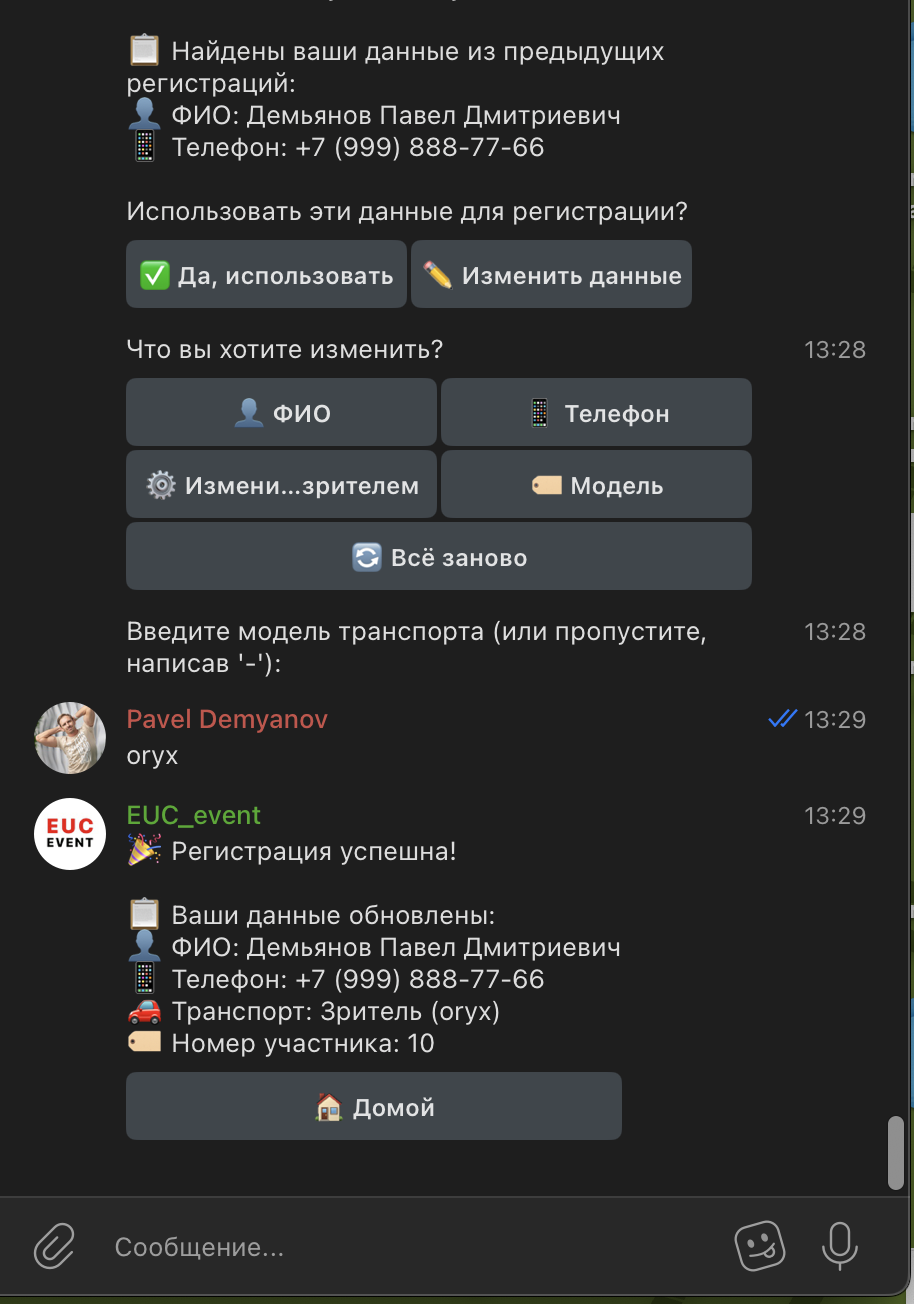 📋 Найдены ваши данные из предыдущих
регистраций:
👤 ФИО: Демьянов Павел Дмитриевич
📱 Телефон: +7 (999) 888-77-66
Использовать эти данные для регистрации?
✅ Да, использовать
✏️ Изменить данные
Что вы хотите изменить?
13:28
👤 ФИО
📱 Телефон
⚙️ Измени...зрителем
🏷️ Модель
🔄 Всё заново
Введите модель транспорта (или пропустите,
13:28
написав '-'):
Pavel Demyanov
13:29
oryx
EUC
EVENT
EUC_event
13:29
🎉 Регистрация успешна!
📋 Ваши данные обновлены:
👤 ФИО: Демьянов Павел Дмитриевич
📱 Телефон: +7 (999) 888-77-66
🚗 Транспорт: Зритель (oryx)
🏷️ Номер участника: 10
🏠 Домой
Сообщение...